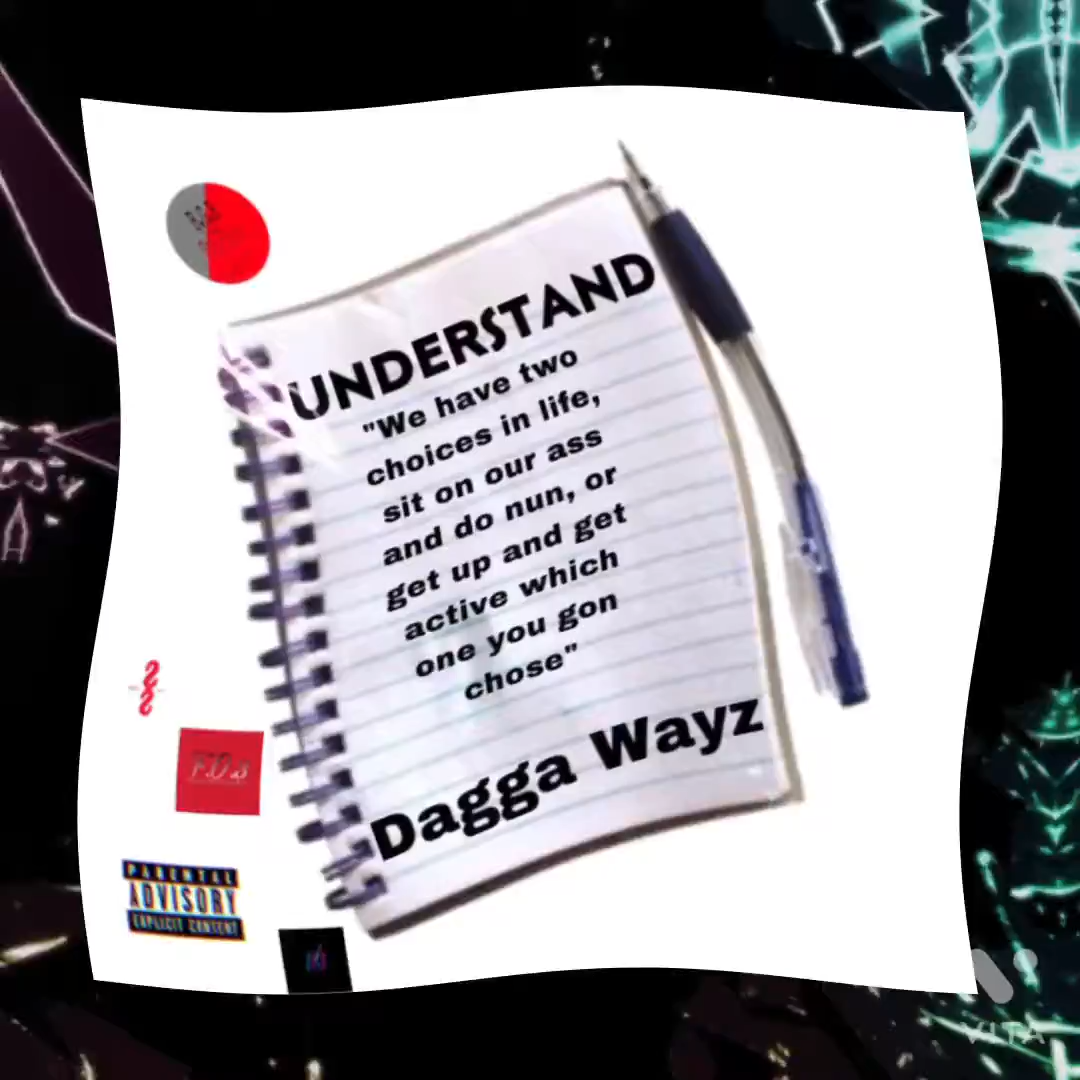 UNDERSTAND
"We have two
choices in life,
sit on our ass
and do nun, or
get up and get
active which
one you gon
chose"
Dagga Wayz
PARENTAL
ADVISORY
EXPLICIT CONTENT
VITA